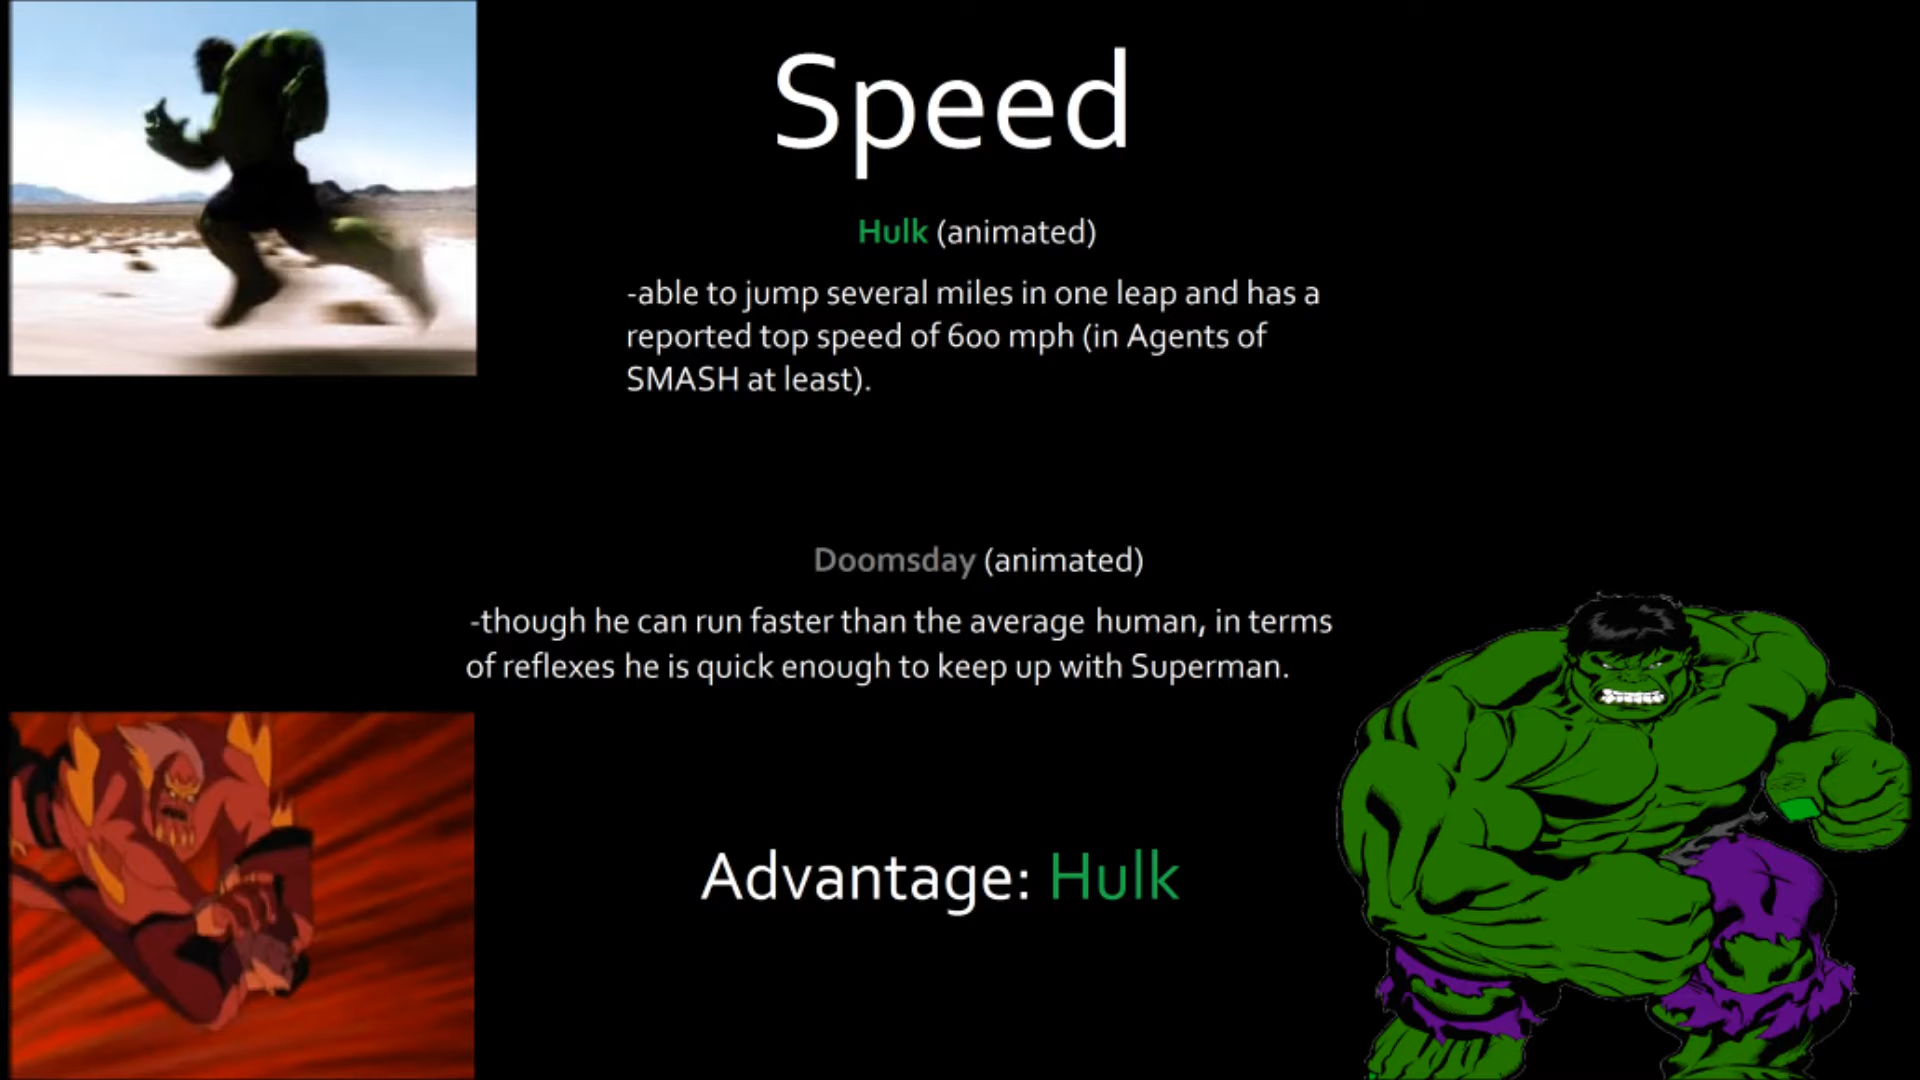 Speed
Hulk (animated)
-able to jump several miles in one leap and has a
reported top speed of 600 mph (in Agents of
SMASH at least).
Doomsday (animated)
-though he can run faster than the average human, in terms
of reflexes he is quick enough to keep up with Superman.
Advantage: Hulk